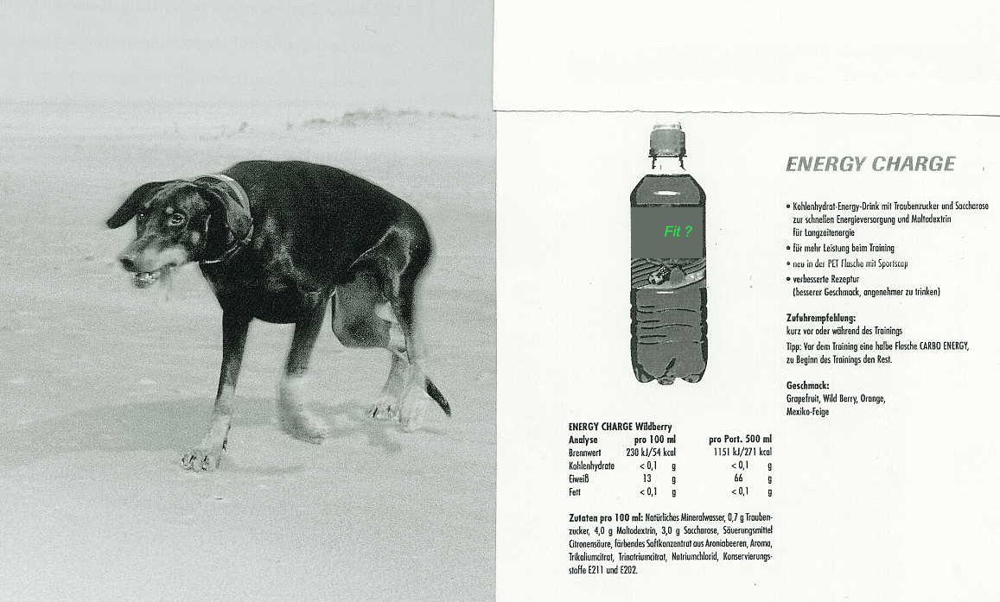 Fit ?
ENERGY CHARGE
• Kohlenhydrat-Energy-Drink mit Traubenzucker und Saccharose
zur schnellen Energieversorgung und Maltodextrin
für Langzeitenergie
• für mehr Leistung beim Training
• neu in der PET Flasche mit Sportscap
• verbesserte Rezeptur
(besserer Geschmack, angenehmer zu trinken)
Zufuhrempfehlung:
kurz vor oder während des Trainings
Tipp: Vor dem Training eine halbe Flasche CARBO ENERGY,
zu Beginn des Trainings den Rest.
Geschmack:
Grapefruit, Wild Berry, Orange,
Mexiko-Feige
ENERGY CHARGE Wildberry
Analyse pro 100 ml pro Port. 500 ml
Brennwert 230 kJ/54 kcal 1151 kJ/271 kcal
Kohlenhydrate < 0,1 g < 0,1 g
Eiweiß 13 g 66 g
Fett < 0,1 g < 0,1 g
Zutaten pro 100 ml: Natürliches Mineralwasser, 0,7 g Trauben-
zucker, 4,0 g Maltodextrin, 3,0 g Saccharose, Säuerungsmittel
Citronensäure, färbendes Saftkonzentrat aus Aroniabeeren, Aroma,
Trikaliumcitrat, Trinatriumcitrat, Natriumchlorid, Konservierungs-
stoffe E211 und E202.